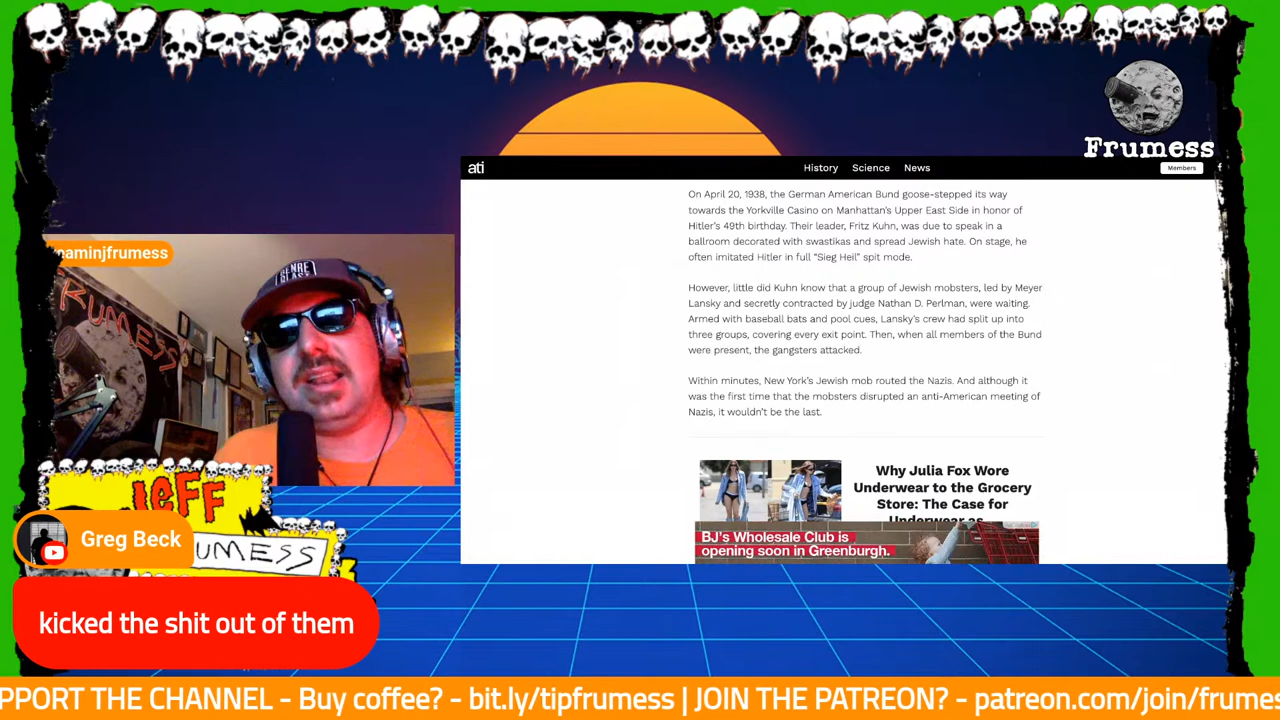 Frumess
ati
History Science News
Members
On April 20, 1938, the German American Bund goose-stepped its way
towards the Yorkville Casino on Manhattan's Upper East Side in honor of
Hitler's 49th birthday. Their leader, Fritz Kuhn, was due to speak in a
ballroom decorated with swastikas and spread Jewish hate. On stage, he
often imitated Hitler in full “Sieg Heil” spit mode.
However, little did Kuhn know that a group of Jewish mobsters, led by Meyer
Lansky and secretly contracted by judge Nathan D. Perlman, were waiting.
Armed with baseball bats and pool cues, Lansky's crew had split up into
three groups, covering every exit point. Then, when all members of the Bund
were present, the gangsters attacked.
Within minutes, New York's Jewish mob routed the Nazis. And although it
was the first time that the mobsters disrupted an anti-American meeting of
Nazis, it wouldn't be the last.
Why Julia Fox Wore
Underwear to the Grocery
Store: The Case for
Underwear as
BJ's Wholesale Club is
opening soon in Greenburgh.
eaminjfrumess
GENRE
BLAST
FRUMESS
JEFF
RUMESS
Greg Beck
kicked the shit out of them
PPORT THE CHANNEL - Buy coffee? - bit.ly/tipfrumess | JOIN THE PATREON? - patreon.com/join/frumes